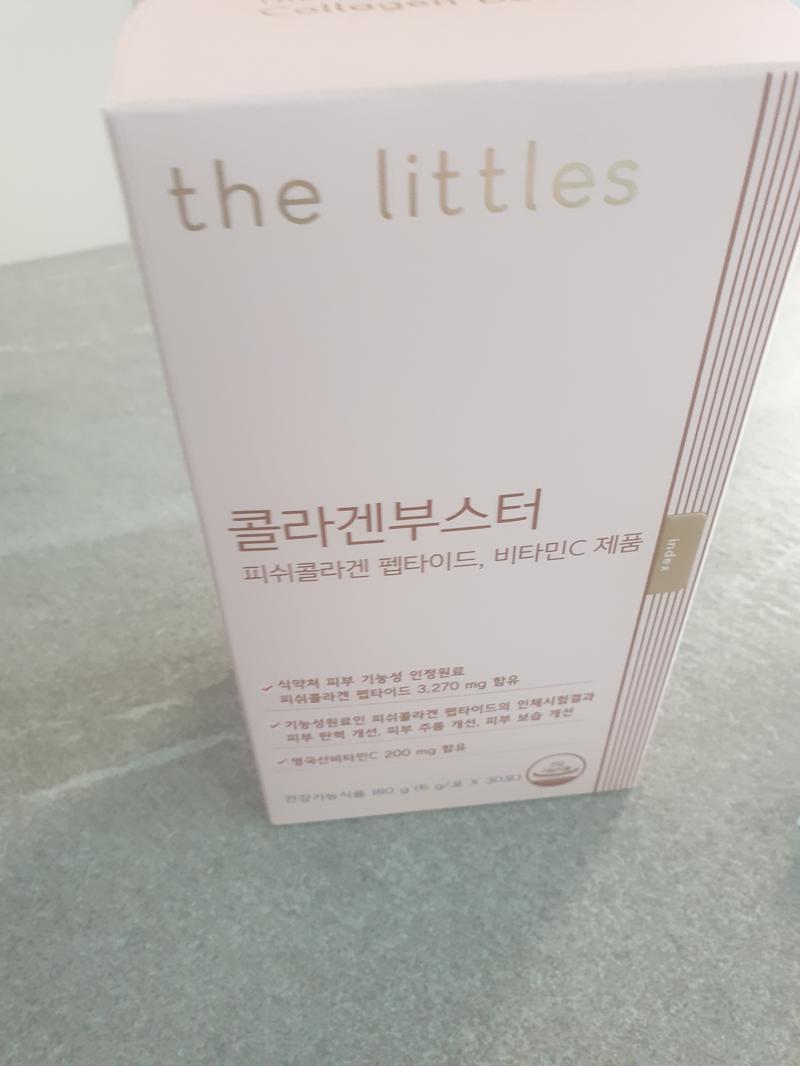 Collagen
the littles
콜라겐부스터
피쉬콜라겐 펩타이드, 비타민C 제품
index
식약처 피부 기능성 인정원료
피쉬콜라겐 펩타이드 3,270 mg 함유
기능성원료인 피쉬콜라겐 펩타이드의 인체시험결과
피부 탄력 개선, 피부 주름 개선, 피부 보습 개선
영국산비타민C 200 mg 함유
건강기능식품 180 g (6 g/포 X 30포)